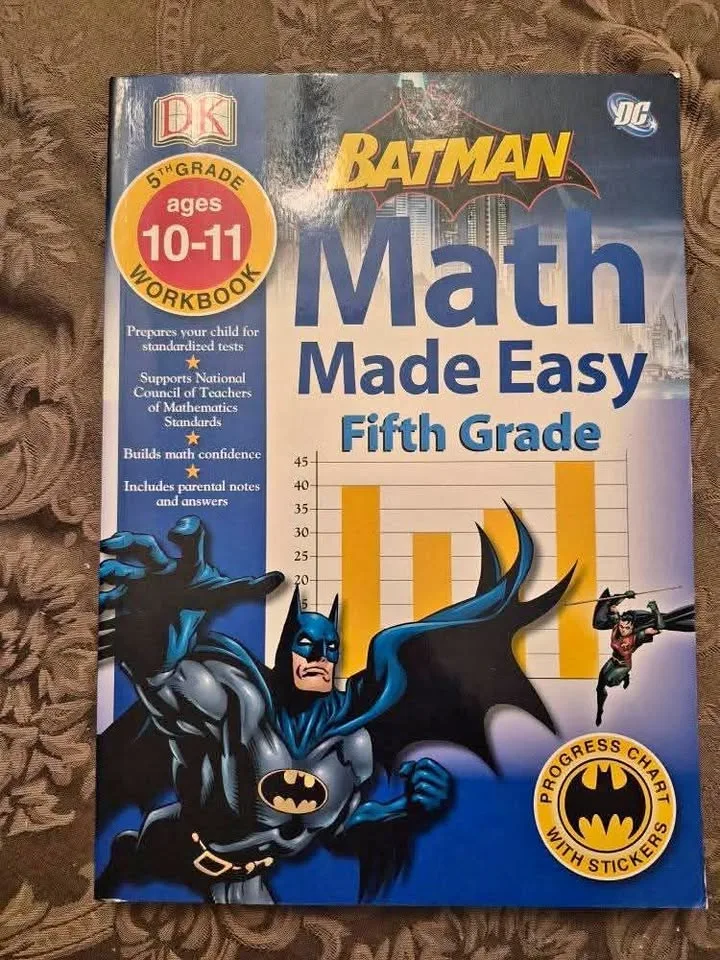 DK
5TH GRADE
ages
10-11
WORKBOOK
Prepares your child for
standardized tests
Supports National
Council of Teachers
of Mathematics
Standards
Builds math confidence
Includes parental notes
and answers
DC
BATMAN
Math
Made Easy
Fifth Grade
45
40
35
30
25
20
5
PROGRESS CHART
WITH STICKERS